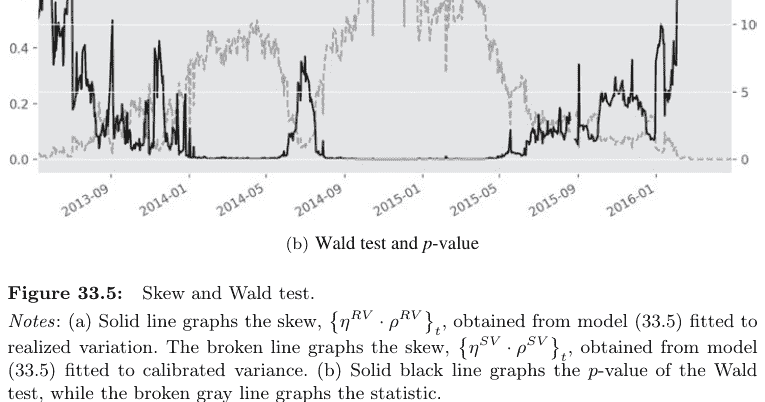 10
0.4
0.2
5
0.0
0
2013-09
2014-01
2014-05
2014-09
2015-01
2015-05
2015-09
2016-01
(b) Wald test and p-value
Figure 33.5: Skew and Wald test.
Notes: (a) Solid line graphs the skew, {η^RV · ρ^RV}_t, obtained from model (33.5) fitted to
realized variation. The broken line graphs the skew, {η^SV · ρ^SV}_t, obtained from model
(33.5) fitted to calibrated variance. (b) Solid black line graphs the p-value of the Wald
test, while the broken gray line graphs the statistic.